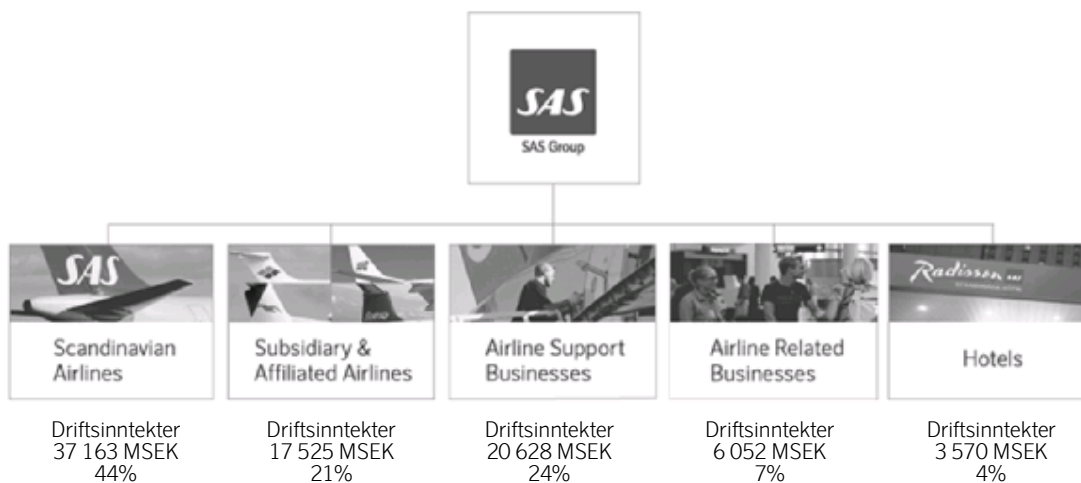 SAS
SAS Group
SAS
Radisson SAS
Scandinavian
Airlines
Subsidiary &
Affiliated Airlines
Airline Support
Businesses
Airline Related
Businesses
Hotels
Driftsinntekter
37 163 MSEK
44%
Driftsinntekter
17 525 MSEK
21%
Driftsinntekter
20 628 MSEK
24%
Driftsinntekter
6 052 MSEK
7%
Driftsinntekter
3 570 MSEK
4%